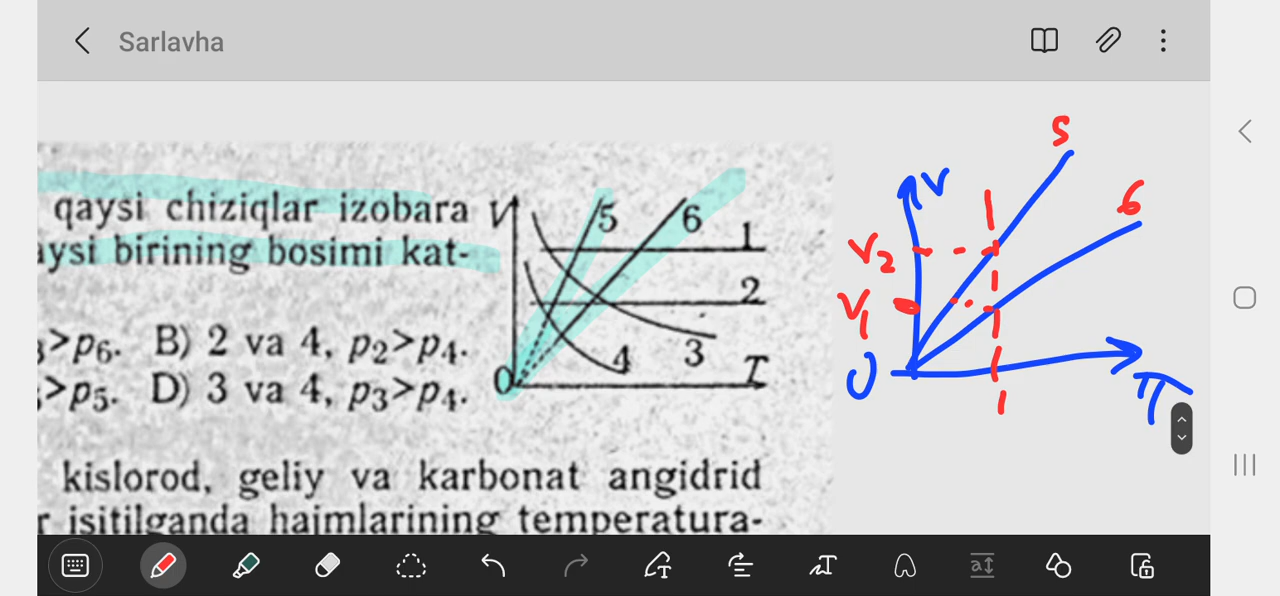 Sarlavha
qaysi chiziqlar izobara
aysi birining bosimi kat-
>p₆. B) 2 va 4, p₂>p₄.
>p₅. D) 3 va 4, p₃>p₄.
V 5 6 1
2
4 3 T
0
kislorod, geliy va karbonat angidrid
r isitilganda hajmlarining temperatura-
V 5
6
V₂
V₁
0 T